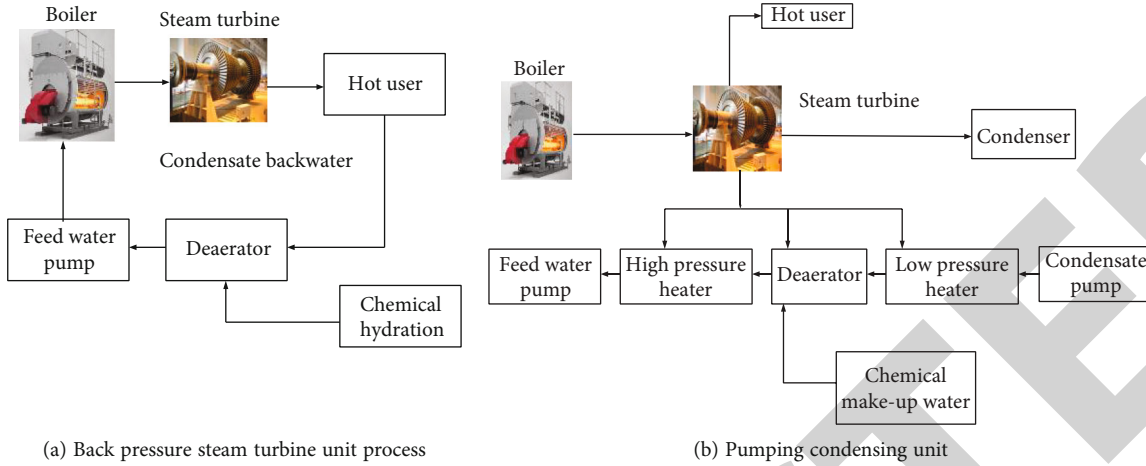 Boiler
Steam turbine
Hot user
Condensate backwater
Feed water
pump
Deaerator
Chemical
hydration
(a) Back pressure steam turbine unit process
Hot user
Boiler
Steam turbine
Condenser
Feed water
pump
High pressure
heater
Deaerator
Low pressure
heater
Condensate
pump
Chemical
make-up water
(b) Pumping condensing unit